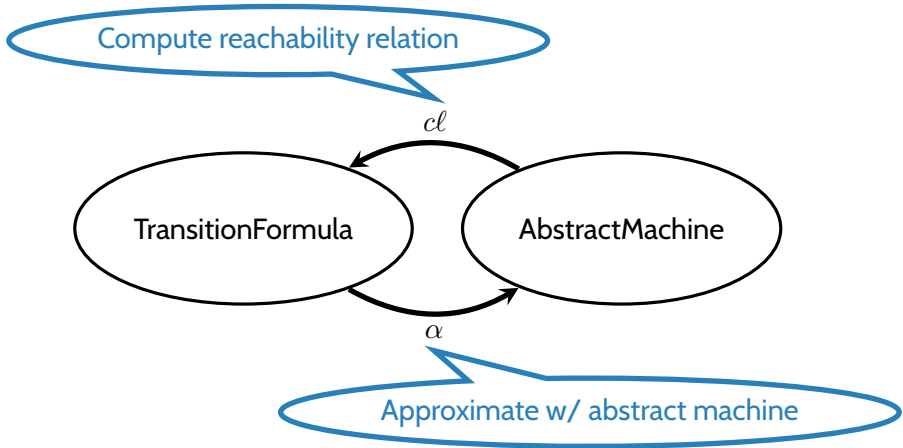 Compute reachability relation
cℓ
TransitionFormula
AbstractMachine
α
Approximate w/ abstract machine